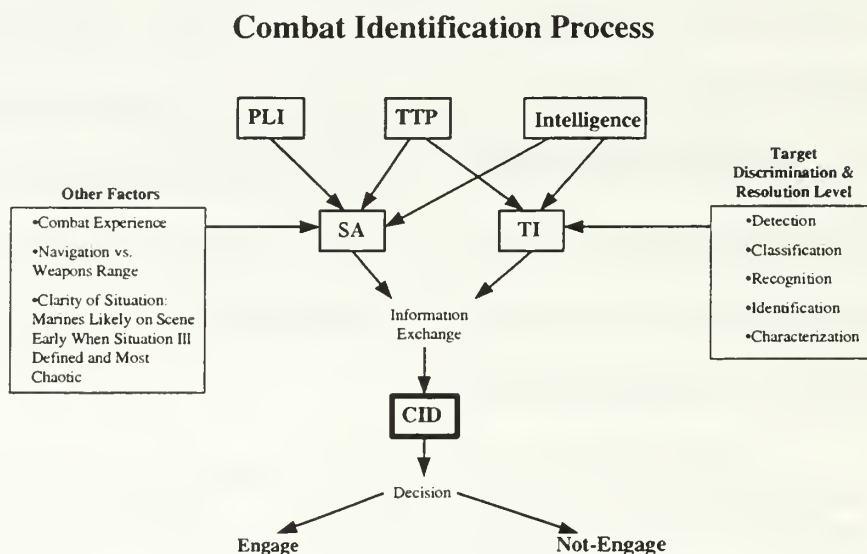 Combat Identification Process
PLI
TTP
Intelligence
Other Factors
•Combat Experience
•Navigation vs.
Weapons Range
•Clarity of Situation:
Marines Likely on Scene
Early When Situation III
Defined and Most
Chaotic
SA
TI
Target
Discrimination &
Resolution Level
•Detection
•Classification
•Recognition
•Identification
•Characterization
Information
Exchange
CID
Decision
Engage
Not-Engage